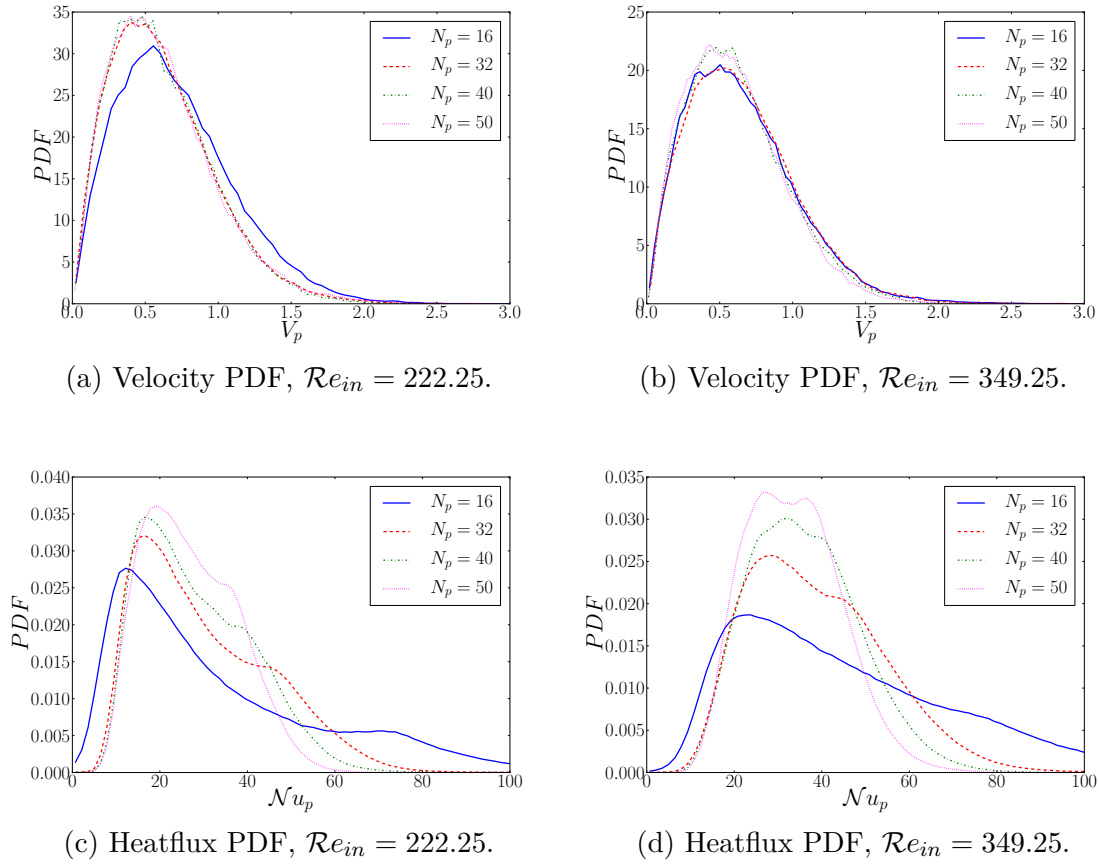 35
30
25
20
15
10
5
0
PDF
0.0 0.5 1.0 1.5 2.0 2.5 3.0
V_p
N_p = 16
N_p = 32
N_p = 40
N_p = 50
(a) Velocity PDF, Re_in = 222.25.
25
20
15
10
5
0
PDF
0.0 0.5 1.0 1.5 2.0 2.5 3.0
V_p
N_p = 16
N_p = 32
N_p = 40
N_p = 50
(b) Velocity PDF, Re_in = 349.25.
0.040
0.035
0.030
0.025
0.020
0.015
0.010
0.005
0.000
PDF
0 20 40 60 80 100
Nu_p
N_p = 16
N_p = 32
N_p = 40
N_p = 50
(c) Heatflux PDF, Re_in = 222.25.
0.035
0.030
0.025
0.020
0.015
0.010
0.005
0.000
PDF
0 20 40 60 80 100
Nu_p
N_p = 16
N_p = 32
N_p = 40
N_p = 50
(d) Heatflux PDF, Re_in = 349.25.